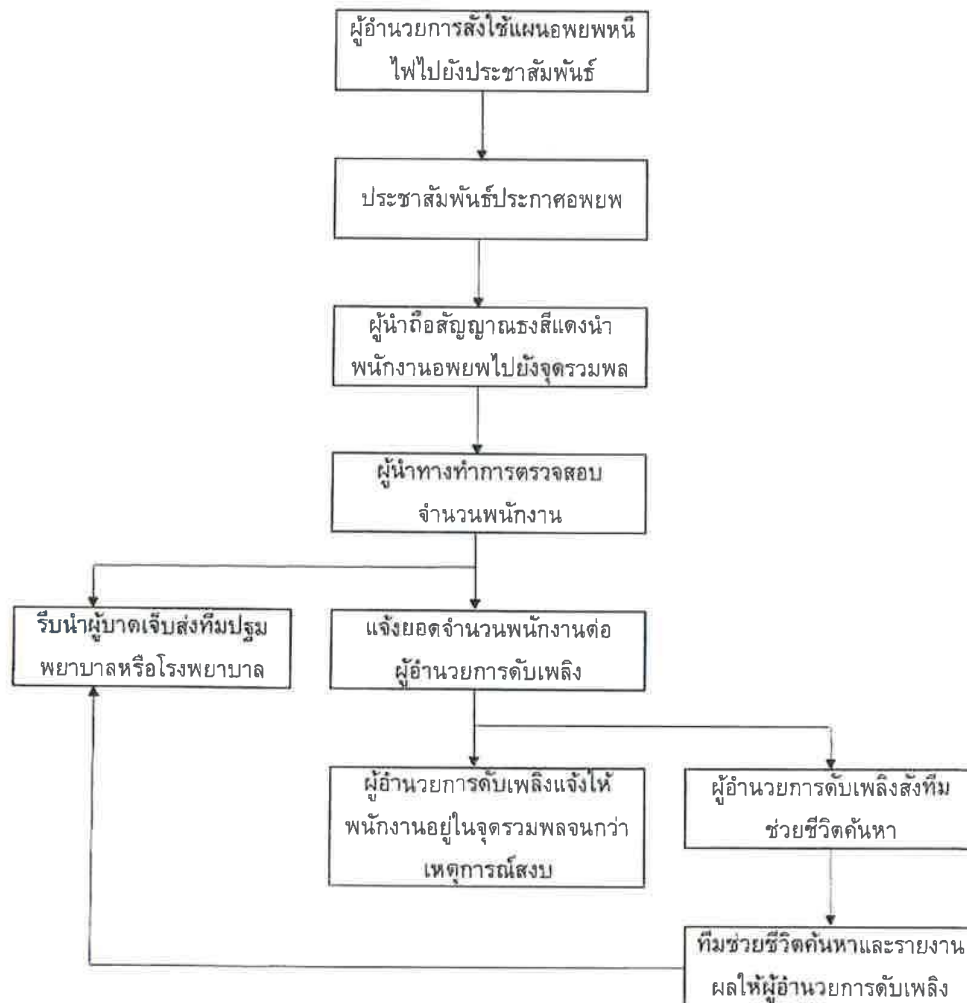 ผู้อำนวยการสั่งใช้แผนอพยพหนี
ไฟไปยังประชาสัมพันธ์
ประชาสัมพันธ์ประกาศอพยพ
ผู้นำถือสัญญาณธงสีแดงนำ
พนักงานอพยพไปยังจุดรวมพล
ผู้นำทางทำการตรวจสอบ
จำนวนพนักงาน
รีบนำผู้บาดเจ็บส่งทีมปฐม
พยาบาลหรือโรงพยาบาล
แจ้งยอดจำนวนพนักงานต่อ
ผู้อำนวยการดับเพลิง
ผู้อำนวยการดับเพลิงแจ้งให้
พนักงานอยู่ในจุดรวมพลจนกว่า
เหตุการณ์สงบ
ผู้อำนวยการดับเพลิงสั่งทีม
ช่วยชีวิตค้นหา
ทีมช่วยชีวิตค้นหาและรายงาน
ผลให้ผู้อำนวยการดับเพลิง